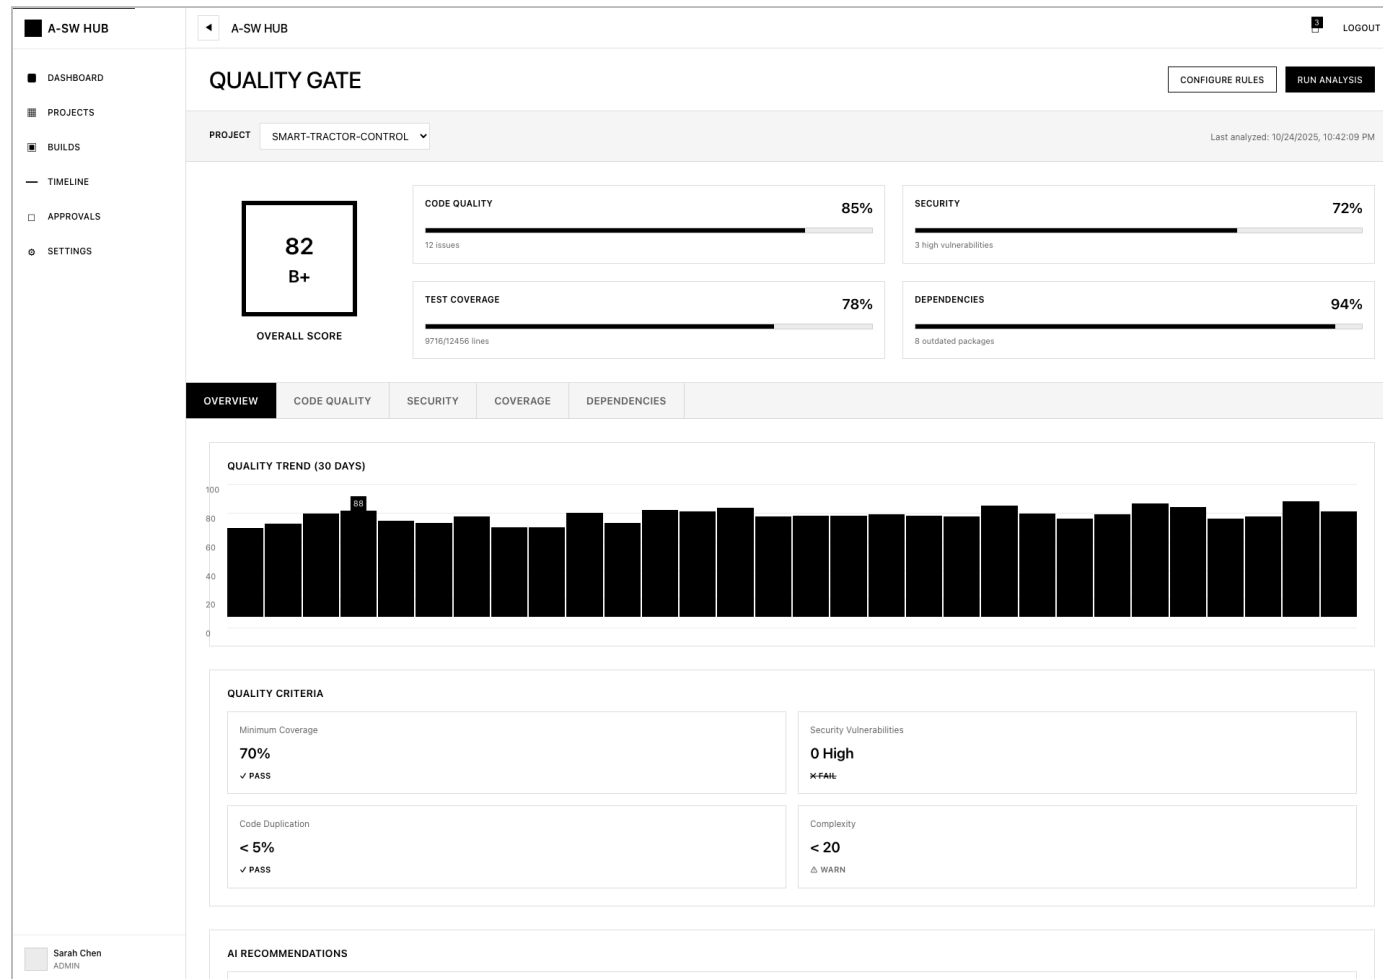 A-SW HUB
DASHBOARD
PROJECTS
BUILDS
TIMELINE
APPROVALS
SETTINGS
Sarah Chen
ADMIN
A-SW HUB
3
LOGOUT
QUALITY GATE
CONFIGURE RULES
RUN ANALYSIS
PROJECT
SMART-TRACTOR-CONTROL
Last analyzed: 10/24/2025, 10:42:09 PM
82
B+
OVERALL SCORE
CODE QUALITY
85%
12 issues
SECURITY
72%
3 high vulnerabilities
TEST COVERAGE
78%
9716/12456 lines
DEPENDENCIES
94%
8 outdated packages
OVERVIEW
CODE QUALITY
SECURITY
COVERAGE
DEPENDENCIES
QUALITY TREND (30 DAYS)
100
80
60
40
20
0
88
QUALITY CRITERIA
Minimum Coverage
70%
✓ PASS
Security Vulnerabilities
0 High
✕ FAIL
Code Duplication
< 5%
✓ PASS
Complexity
< 20
⚠ WARN
AI RECOMMENDATIONS